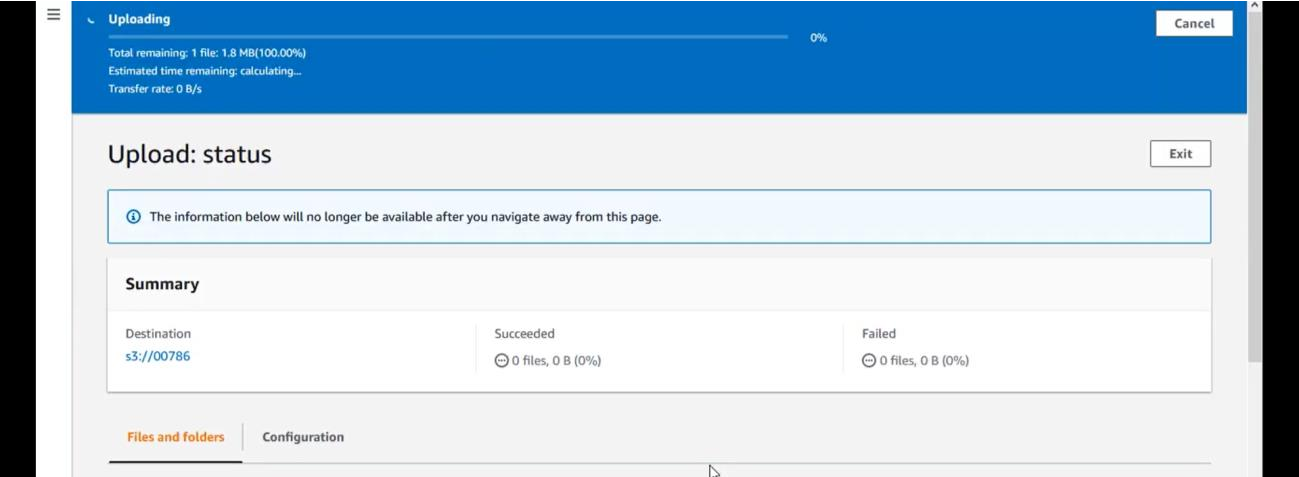 Uploading
Cancel
0%
Total remaining: 1 file: 1.8 MB(100.00%)
Estimated time remaining: calculating...
Transfer rate: 0 B/s
Upload: status
Exit
The information below will no longer be available after you navigate away from this page.
Summary
Destination
s3://00786
Succeeded
0 files, 0 B (0%)
Failed
0 files, 0 B (0%)
Files and folders
Configuration